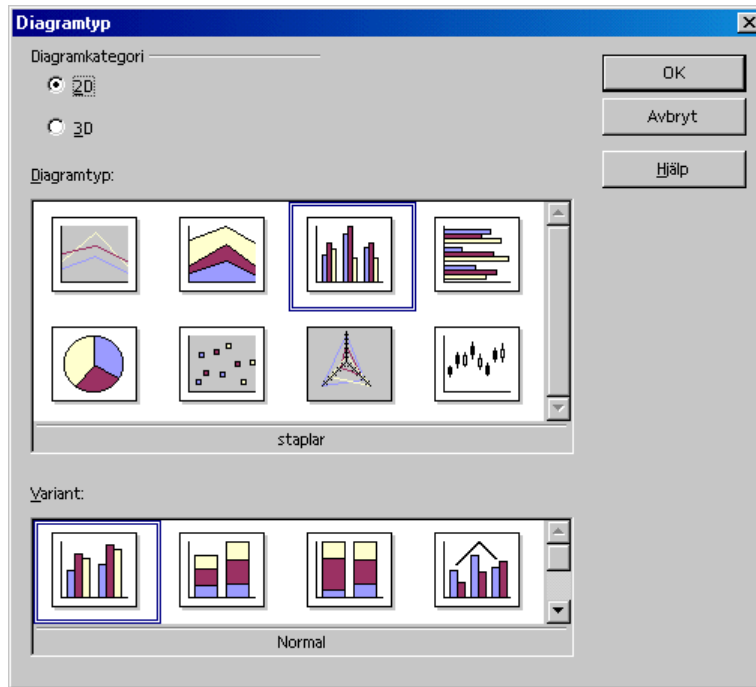 Diagramtyp
Diagramkategori
2D
3D
OK
Avbryt
Hjälp
Diagramtyp:
staplar
Variant:
Normal